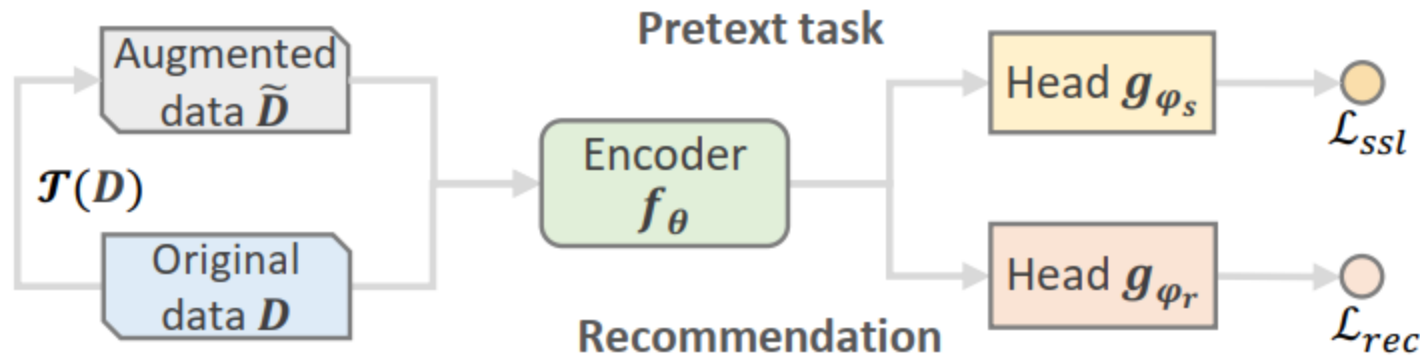 Pretext task
Augmented
data D̃
Head g_φs
ℒ_ssl
𝒯(D)
Encoder
f_θ
Original
data D
Head g_φr
ℒ_rec
Recommendation